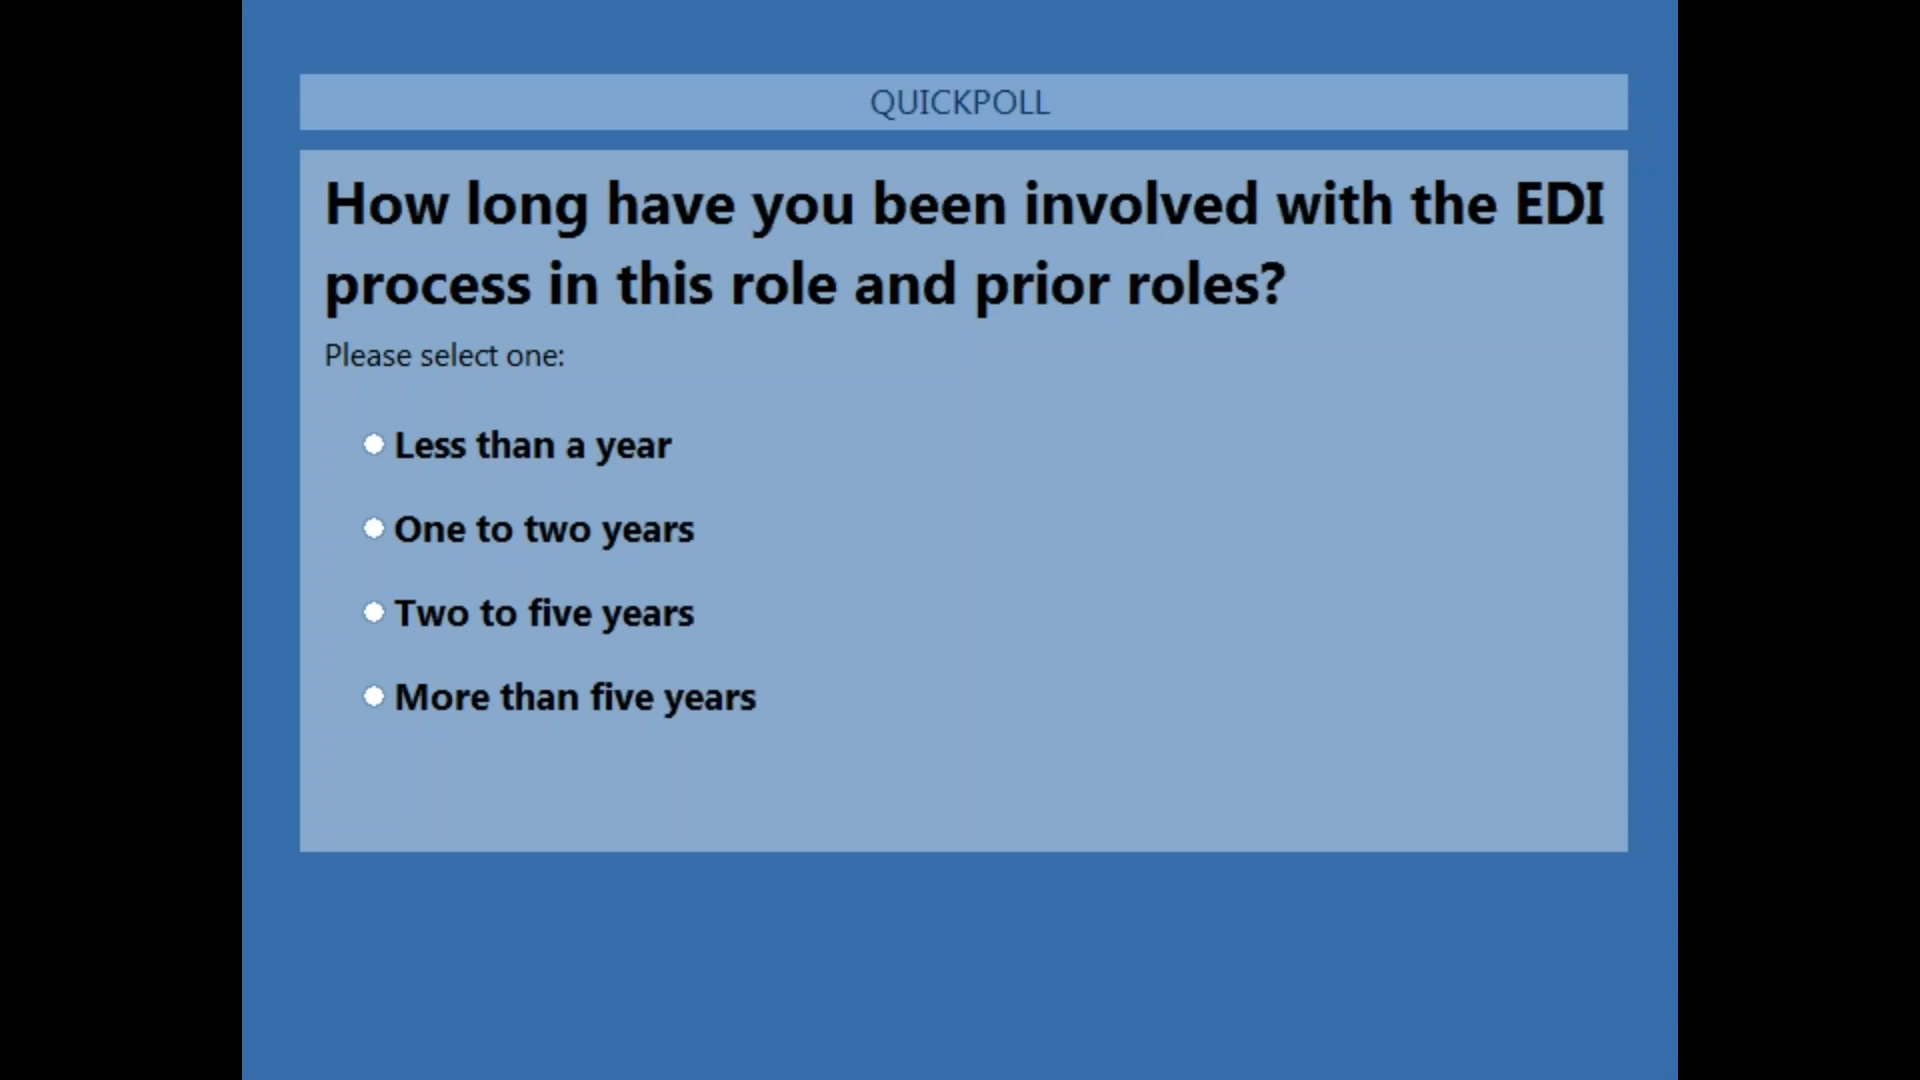 QUICKPOLL
How long have you been involved with the EDI
process in this role and prior roles?
Please select one:
Less than a year
One to two years
Two to five years
More than five years